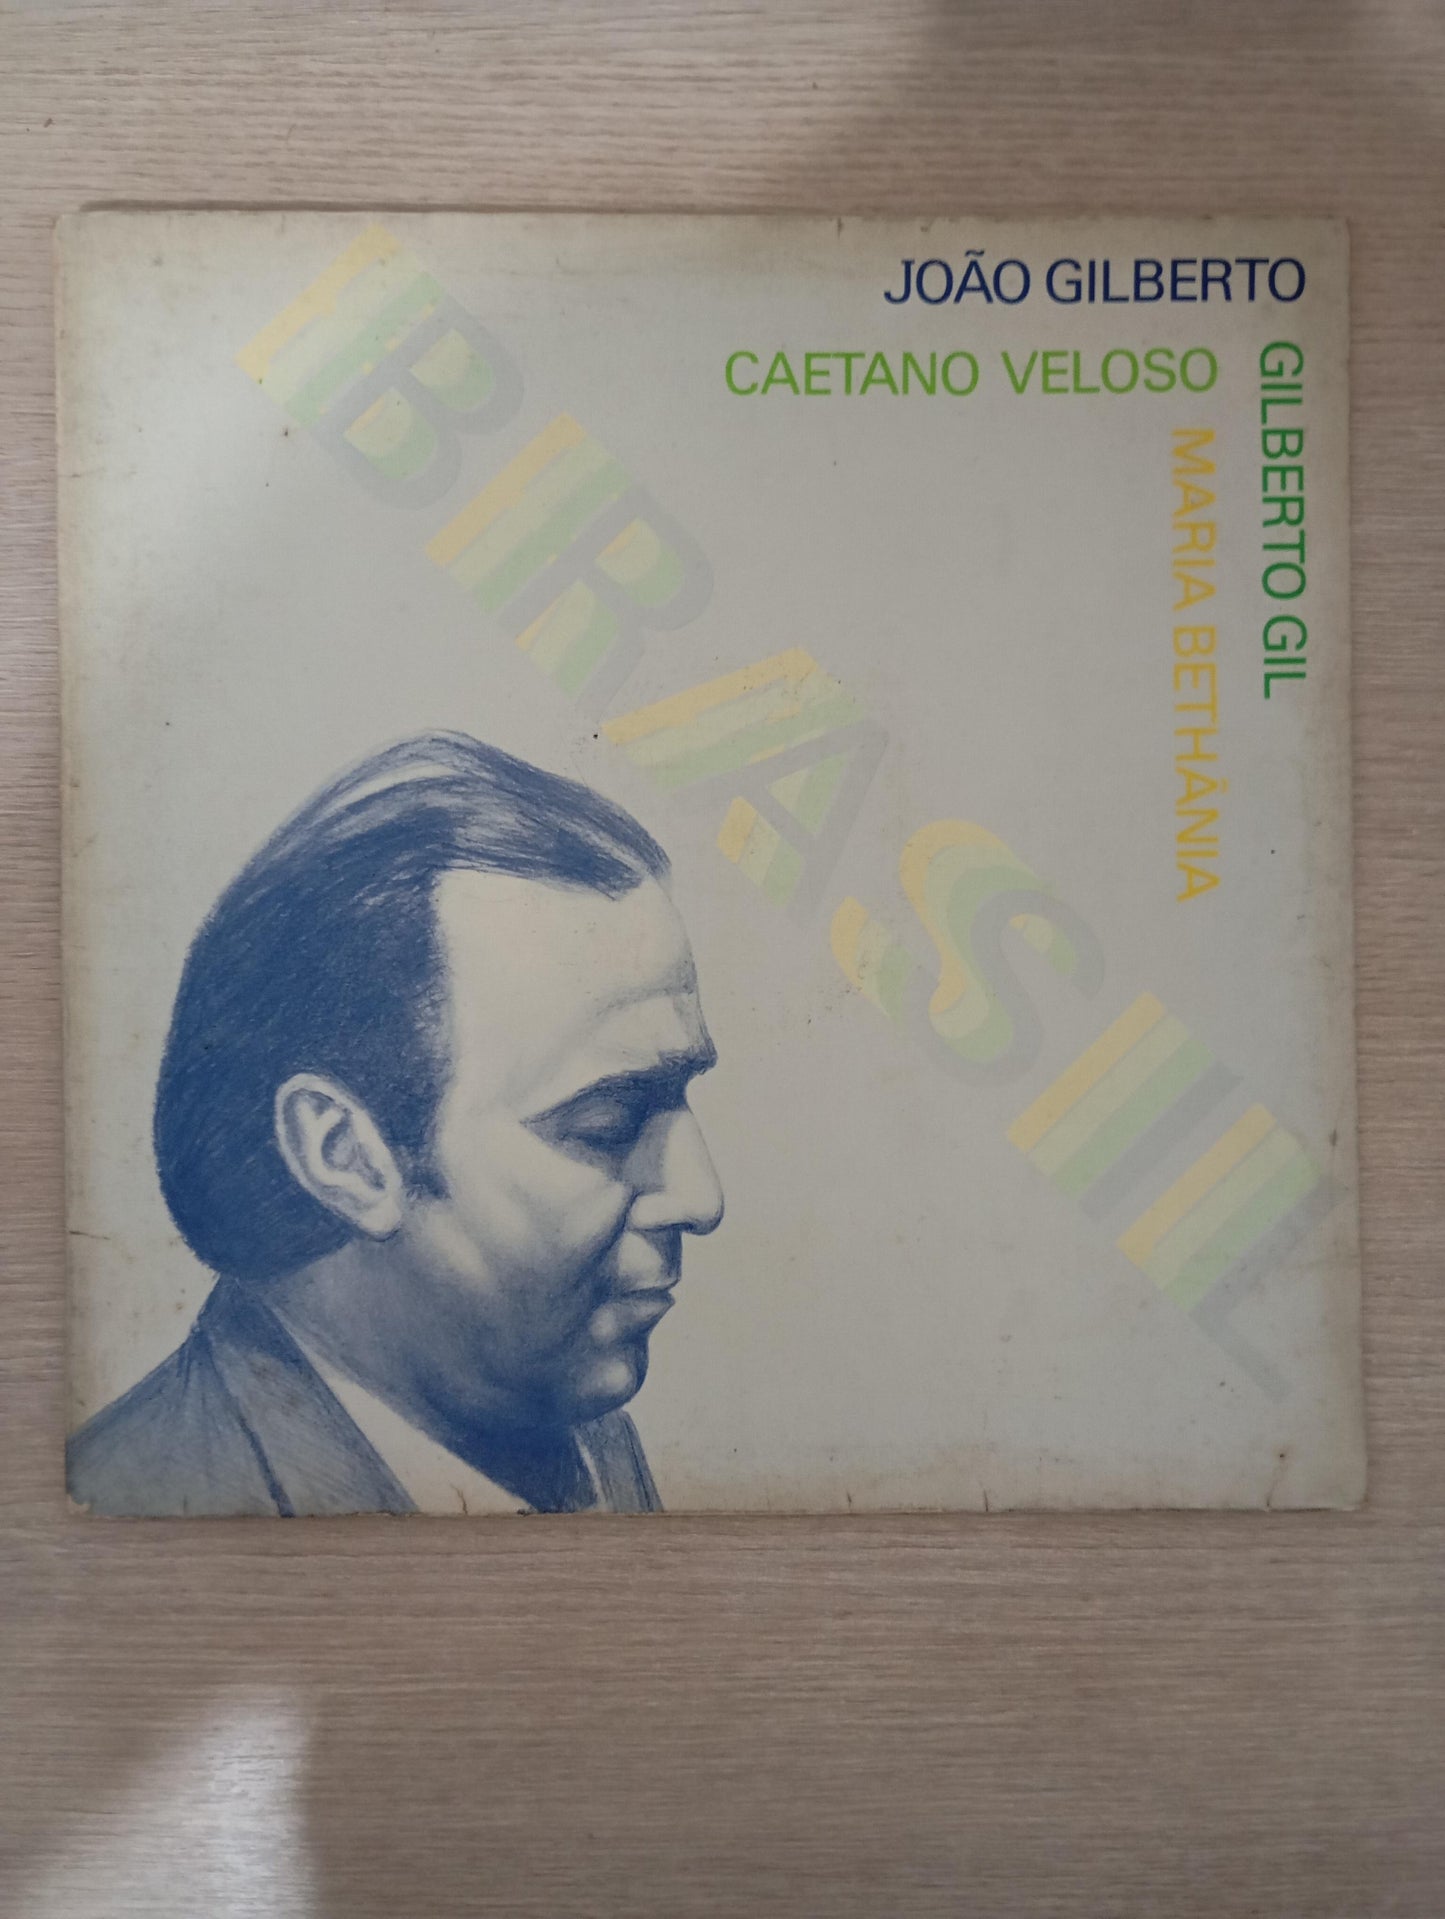 JOÃO GILBERTO
CAETANO VELOSO
GILBERTO GIL
MARIA BETHÂNIA
BRASIL